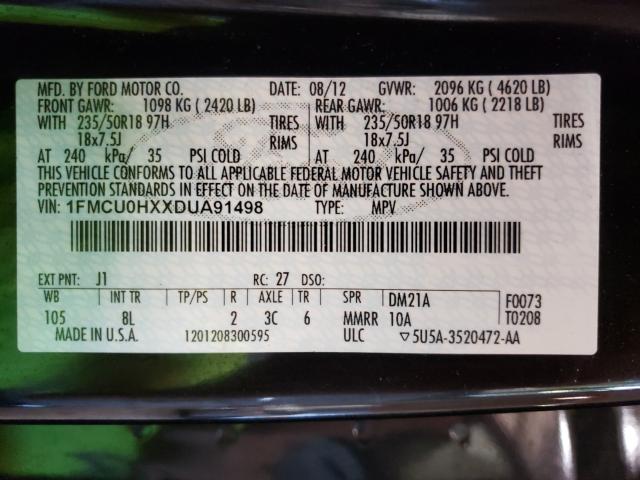 MFD. BY FORD MOTOR CO. DATE: 08/12 GVWR: 2096 KG (4620 LB)
FRONT GAWR: 1098 KG (2420 LB) REAR GAWR: 1006 KG (2218 LB)
WITH 235/50R18 97H TIRES WITH 235/50R18 97H TIRES
18x7.5J RIMS 18x7.5J RIMS
AT 240 kPa/ 35 PSI COLD AT 240 kPa/ 35 PSI COLD
THIS VEHICLE CONFORMS TO ALL APPLICABLE FEDERAL MOTOR VEHICLE SAFETY AND THEFT
PREVENTION STANDARDS IN EFFECT ON THE DATE OF MANUFACTURE SHOWN ABOVE.
VIN: 1FMCU0HXXDUA91498 TYPE: MPV
EXT PNT: J1 RC: 27 DSO:
WB INT TR TP/PS R AXLE TR SPR DM21A F0073
105 8L 2 3C 6 MMRR 10A T0208
MADE IN U.S.A. 1201208300595 ULC ▽5U5A-3520472-AA